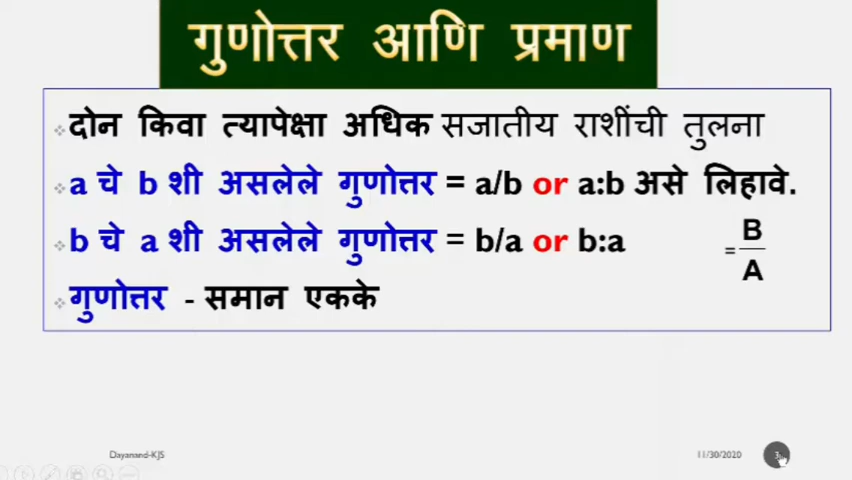 गुणोत्तर आणि प्रमाण
दोन किवा त्यापेक्षा अधिक सजातीय राशींची तुलना
a चे b शी असलेले गुणोत्तर = a/b or a:b असे लिहावे.
b चे a शी असलेले गुणोत्तर = b/a or b:a
= B
A
गुणोत्तर - समान एकके
Dayanand-KJS
11/30/2020
3